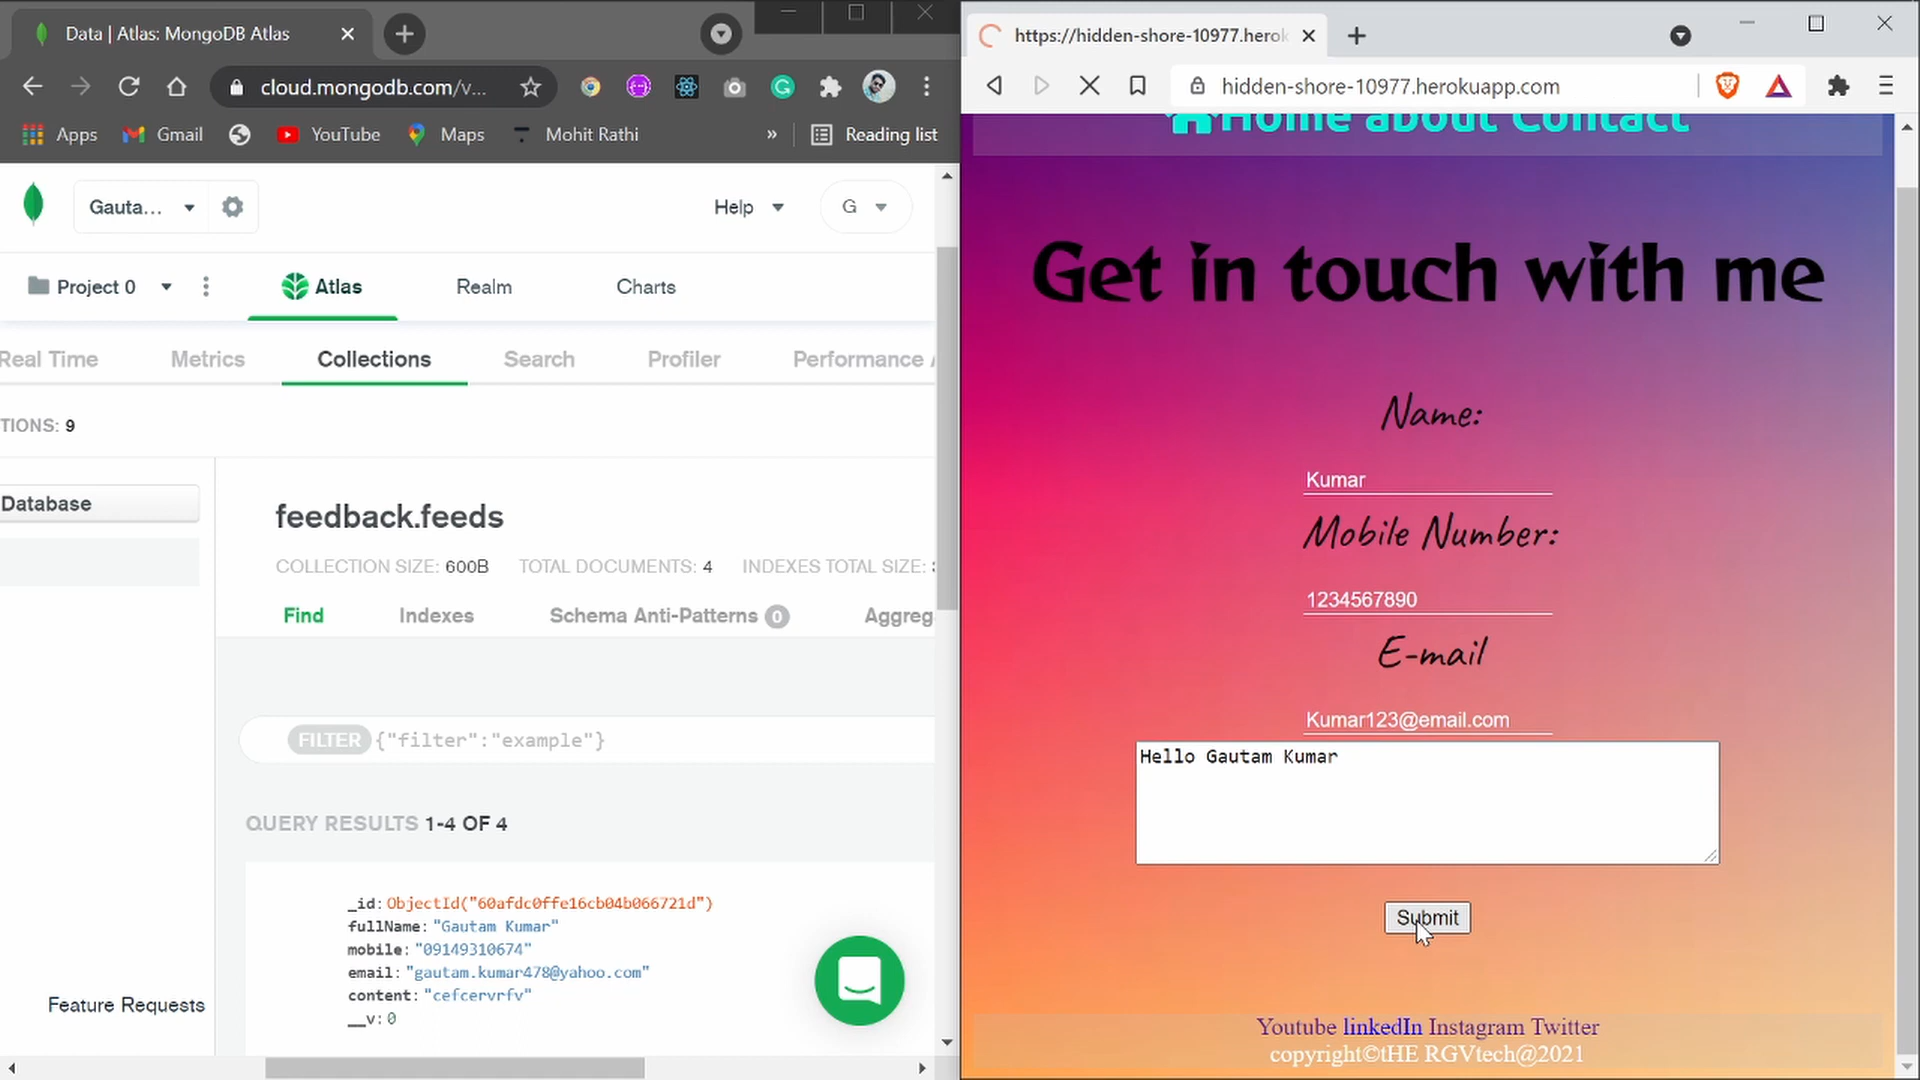 Data | Atlas: MongoDB Atlas
cloud.mongodb.com/v...
Apps Gmail YouTube Maps Mohit Rathi » Reading list
Gauta... Help G
Project 0 Atlas Realm Charts
Real Time Metrics Collections Search Profiler Performance
TIONS: 9
Database
feedback.feeds
COLLECTION SIZE: 600B TOTAL DOCUMENTS: 4 INDEXES TOTAL SIZE:
Find Indexes Schema Anti-Patterns 0 Aggreg
FILTER {"filter":"example"}
QUERY RESULTS 1-4 OF 4
_id: ObjectId("60afdc0ffe16cb04b066721d")
fullName: "Gautam Kumar"
mobile: "09149310674"
email: "gautam.kumar478@yahoo.com"
content: "cefcervrfv"
__v: 0
Feature Requests
https://hidden-shore-10977.herok
hidden-shore-10977.herokuapp.com
Home about Contact
Get in touch with me
Name:
Kumar
Mobile Number:
1234567890
E-mail
Kumar123@email.com
Hello Gautam Kumar
Submit
Youtube linkedIn Instagram Twitter
copyright©tHE RGVtech@2021